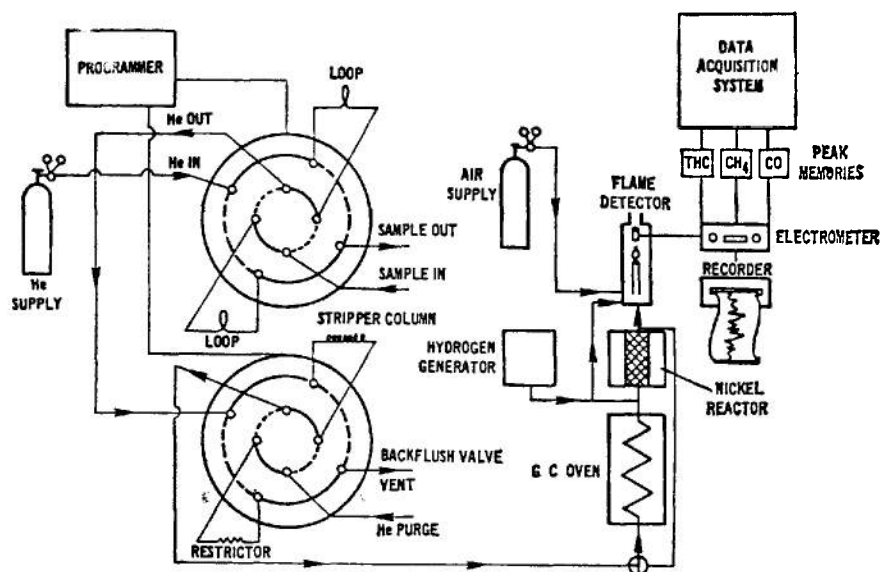 PROGRAMMER
LOOP
He OUT
He IN
He
SUPPLY
SAMPLE OUT
SAMPLE IN
LOOP
STRIPPER COLUMN
BACKFLUSH VALVE
VENT
He PURGE
RESTRICTOR
AIR
SUPPLY
FLAME
DETECTOR
HYDROGEN
GENERATOR
NICKEL
REACTOR
G C OVEN
DATA
ACQUISITION
SYSTEM
THC
CH4
CO
PEAK
MEMORIES
ELECTROMETER
RECORDER